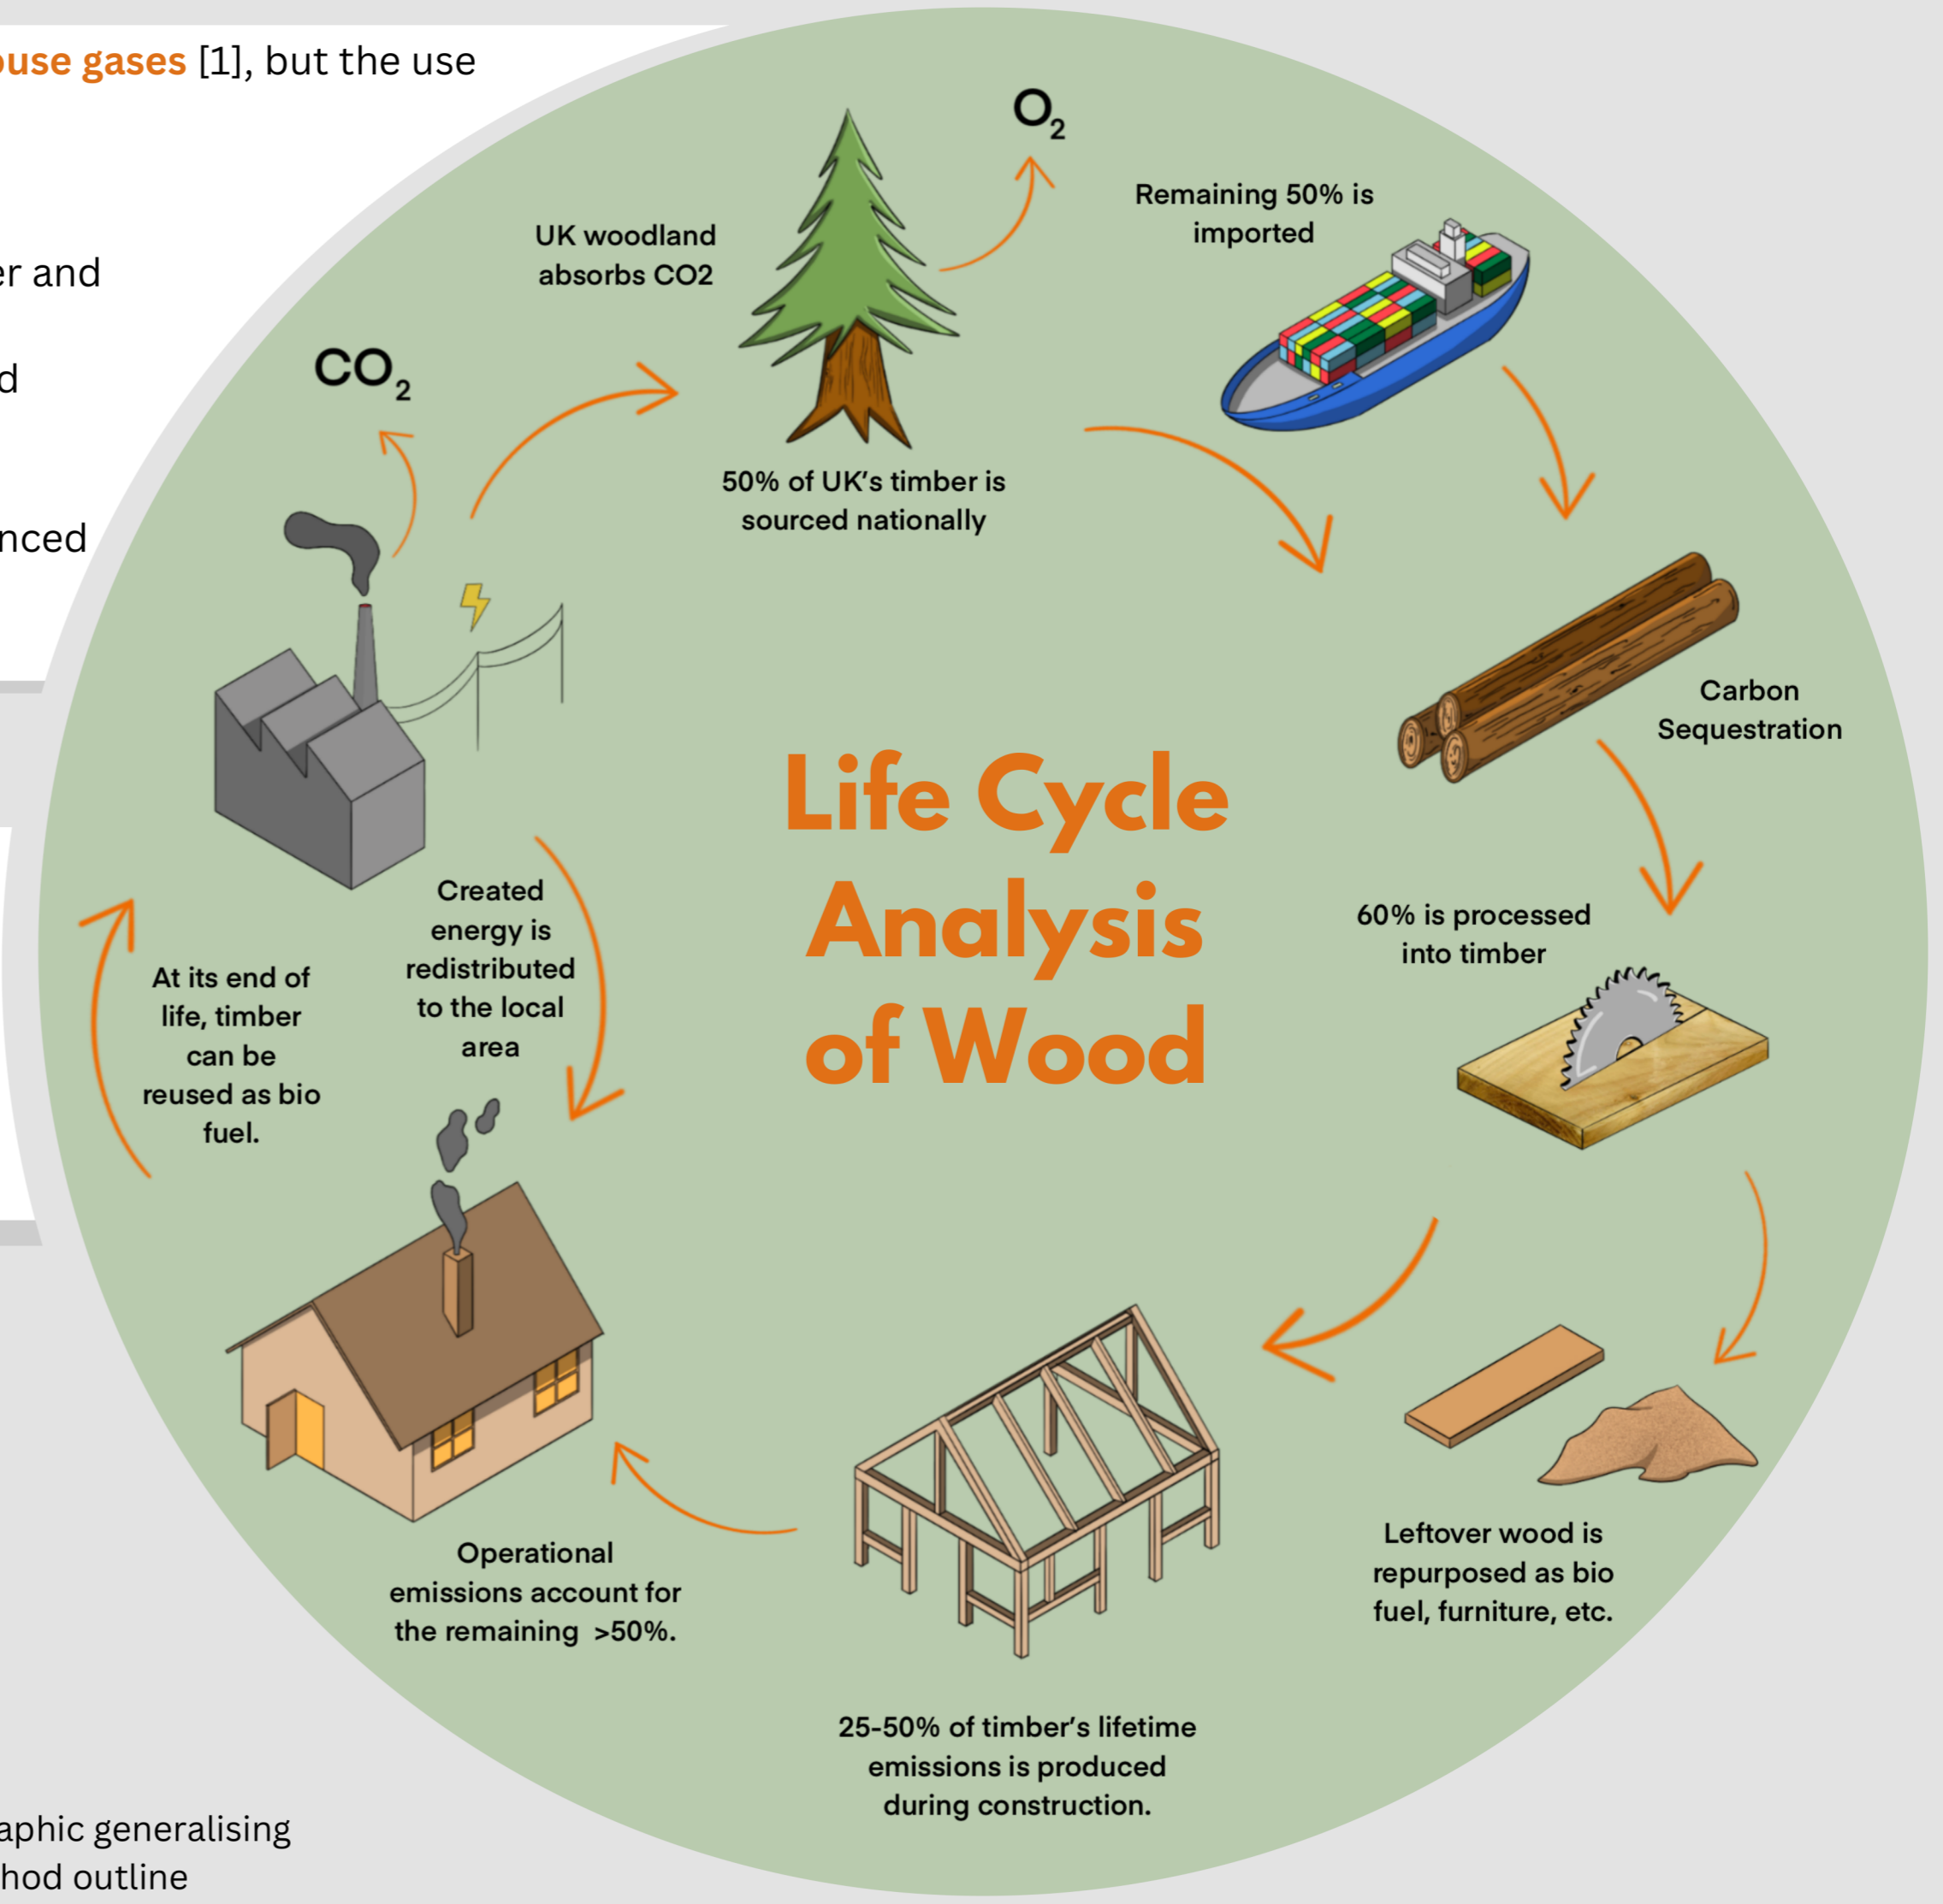 ouse gases [1], but the use
er and
d
nced
O2
Remaining 50% is
imported
UK woodland
absorbs CO2
CO2
50% of UK's timber is
sourced nationally
Carbon
Sequestration
Life Cycle
Analysis
of Wood
60% is processed
into timber
Created
energy is
redistributed
to the local
area
At its end of
life, timber
can be
reused as bio
fuel.
Leftover wood is
repurposed as bio
fuel, furniture, etc.
Operational
emissions account for
the remaining >50%.
25-50% of timber's lifetime
emissions is produced
during construction.
aphic generalising
hod outline